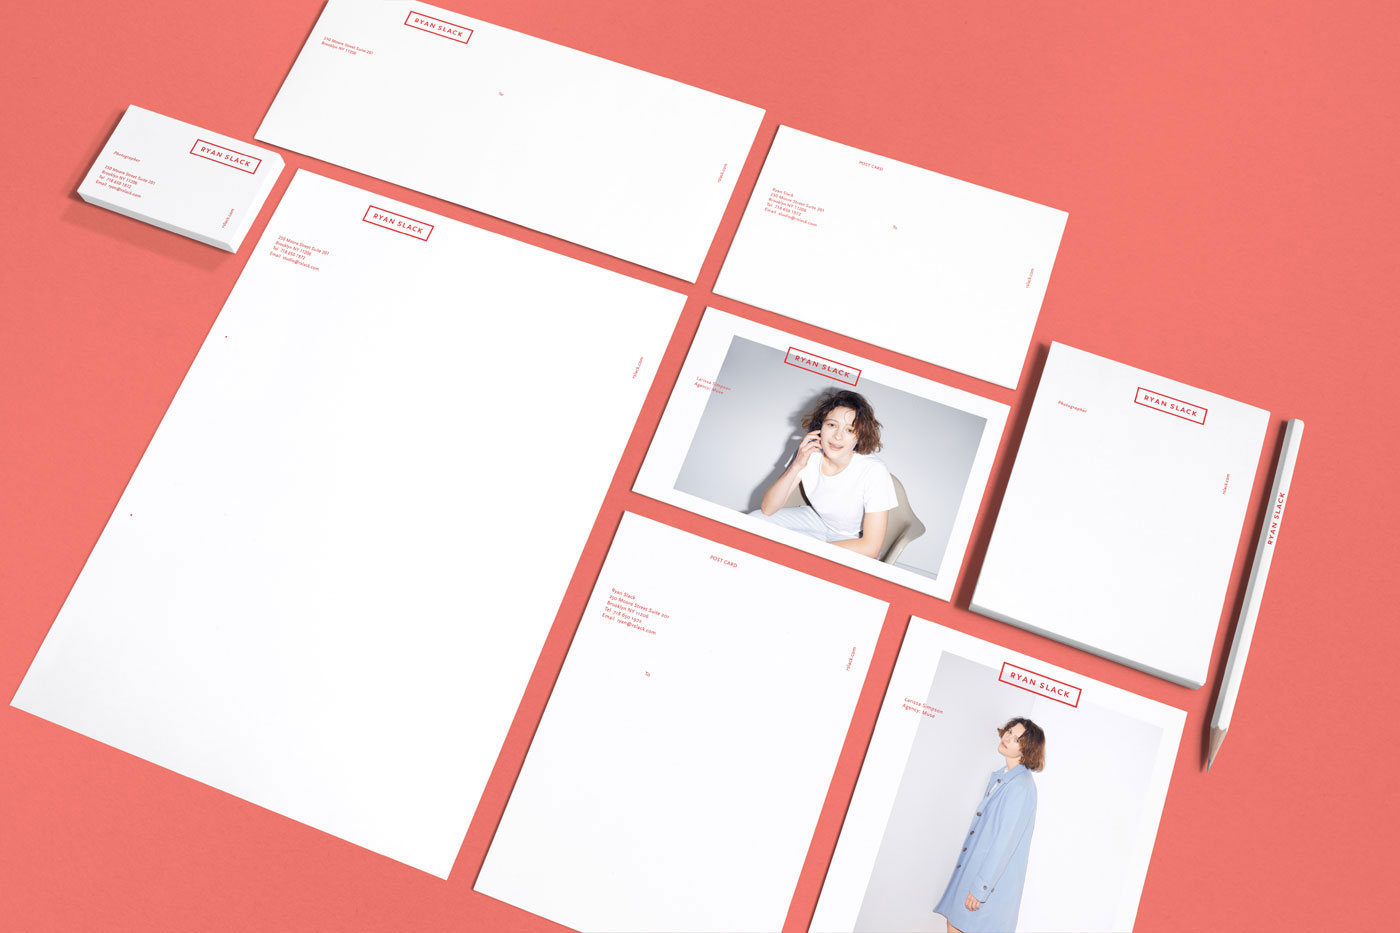 RYAN SLACK
250 Moore Street Suite 201
Brooklyn NY 11206
To
rslack.com
RYAN SLACK
Photographer
250 Moore Street Suite 201
Brooklyn NY 11206
Tel 718 650 1972
Email ryan@rslack.com
rslack.com
POST CARD
Ryan Slack
250 Moore Street Suite 201
Brooklyn NY 11206
Tel 718 650 1972
Email studio@rslack.com
To
rslack.com
RYAN SLACK
250 Moore Street Suite 201
Brooklyn NY 11206
Tel 718 650 1972
Email studio@rslack.com
rslack.com
RYAN SLACK
Larissa Simpson
Agency: Muse
RYAN SLACK
Photographer
rslack.com
RYAN SLACK
POST CARD
Ryan Slack
250 Moore Street Suite 201
Brooklyn NY 11206
Tel 718 650 1972
Email ryan@rslack.com
To
rslack.com
RYAN SLACK
Larissa Simpson
Agency: Muse